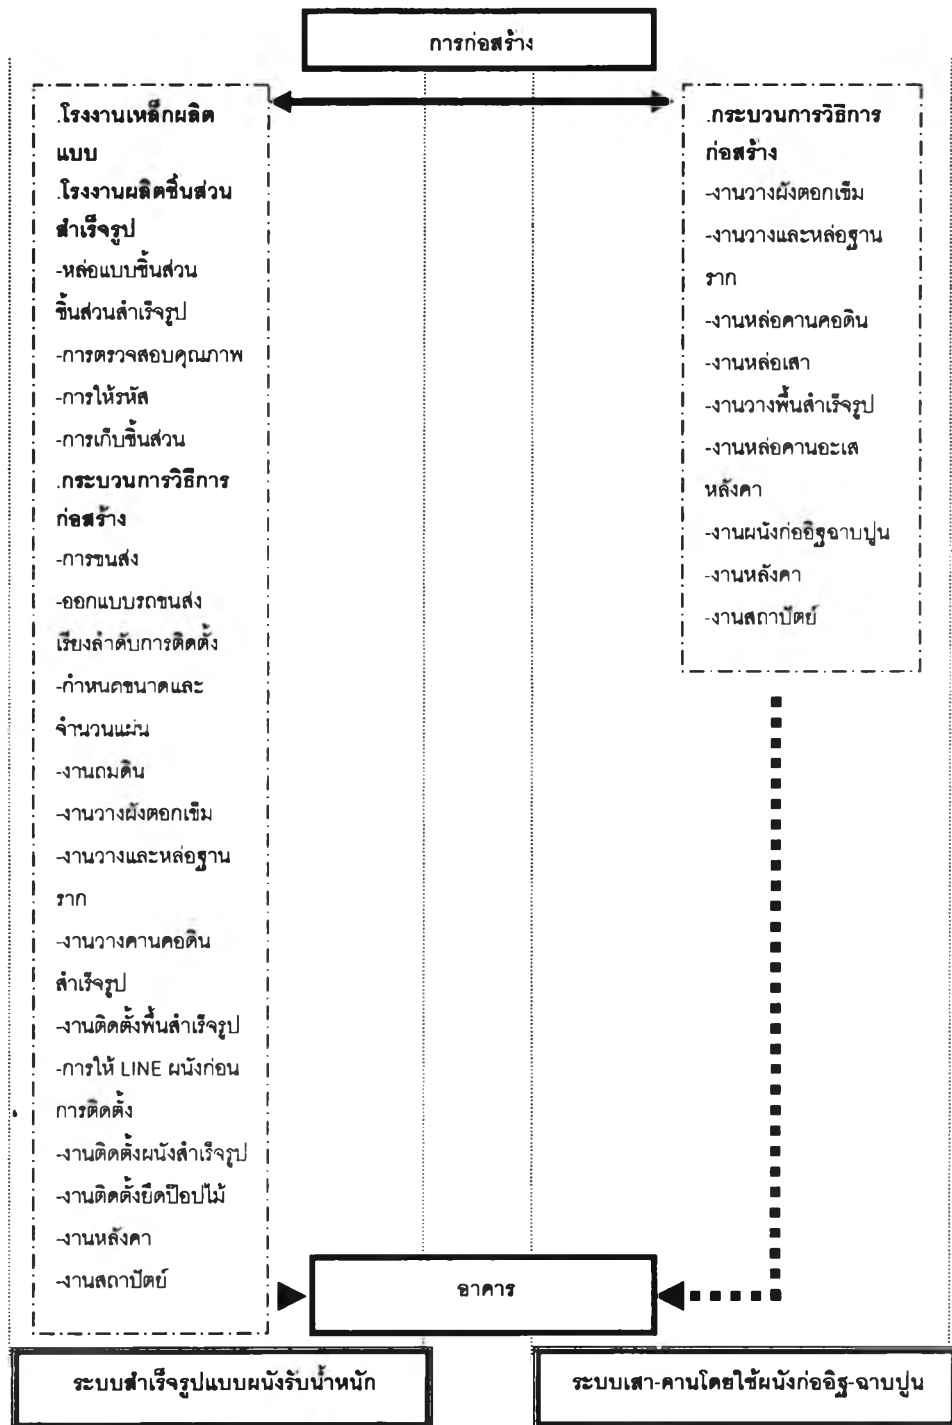 การก่อสร้าง
.โรงงานเหล็กผลิต
แบบ
.โรงงานผลิตชิ้นส่วน
สำเร็จรูป
-หล่อแบบชิ้นส่วน
ชิ้นส่วนสำเร็จรูป
-การตรวจสอบคุณภาพ
-การให้รหัส
-การเก็บชิ้นส่วน
.กระบวนการวิธีการ
ก่อสร้าง
-การขนส่ง
-ออกแบบรถขนส่ง
เรียงลำดับการติดตั้ง
-กำหนดขนาดและ
จำนวนแผ่น
-งานถมดิน
-งานวางผังตอกเข็ม
-งานวางและหล่อฐาน
ราก
-งานวางคานคอดิน
สำเร็จรูป
-งานติดตั้งพื้นสำเร็จรูป
-การให้ LINE ผนังก่อน
การติดตั้ง
-งานติดตั้งผนังสำเร็จรูป
-งานติดตั้งยึดป๊อปไม้
-งานหลังคา
-งานสถาปัตย์
.กระบวนการวิธีการ
ก่อสร้าง
-งานวางผังตอกเข็ม
-งานวางและหล่อฐาน
ราก
-งานหล่อคานคอดิน
-งานหล่อเสา
-งานวางพื้นสำเร็จรูป
-งานหล่อคานอะเส
หลังคา
-งานผนังก่ออิฐฉาบปูน
-งานหลังคา
-งานสถาปัตย์
อาคาร
ระบบสำเร็จรูปแบบผนังรับน้ำหนัก
ระบบเสา-คานโดยใช้ผนังก่ออิฐ-ฉาบปูน